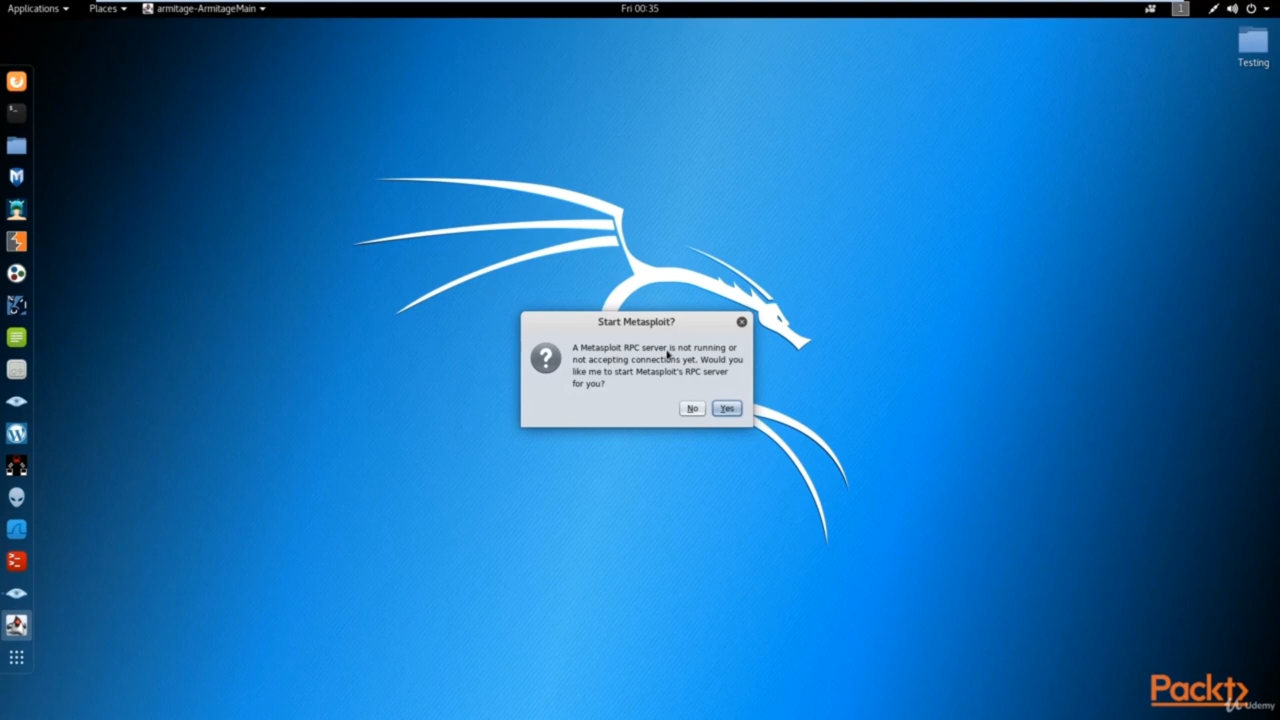 Applications Places armitage-ArmitageMain Fri 00:35 1
Testing
Start Metasploit?
A Metasploit RPC server is not running or
not accepting connections yet. Would you
like me to start Metasploit's RPC server
for you?
No Yes
Packt
Udemy